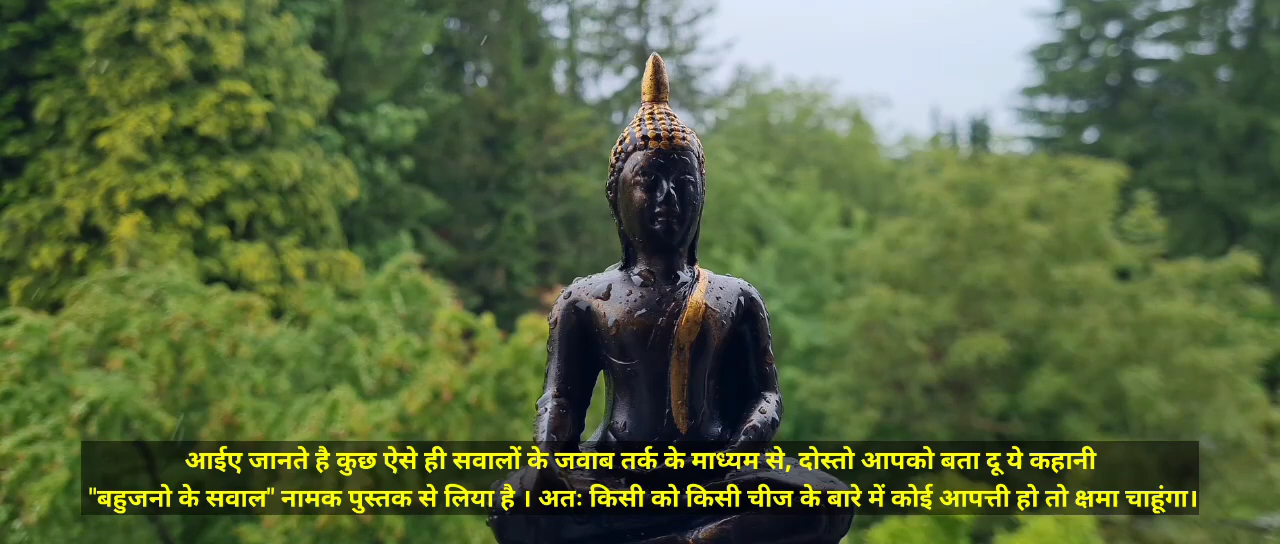 आईए जानते है कुछ ऐसे ही सवालों के जवाब तर्क के माध्यम से, दोस्तो आपको बता दू ये कहानी
"बहुजनो के सवाल" नामक पुस्तक से लिया है । अतः किसी को किसी चीज के बारे में कोई आपत्ती हो तो क्षमा चाहूंगा।